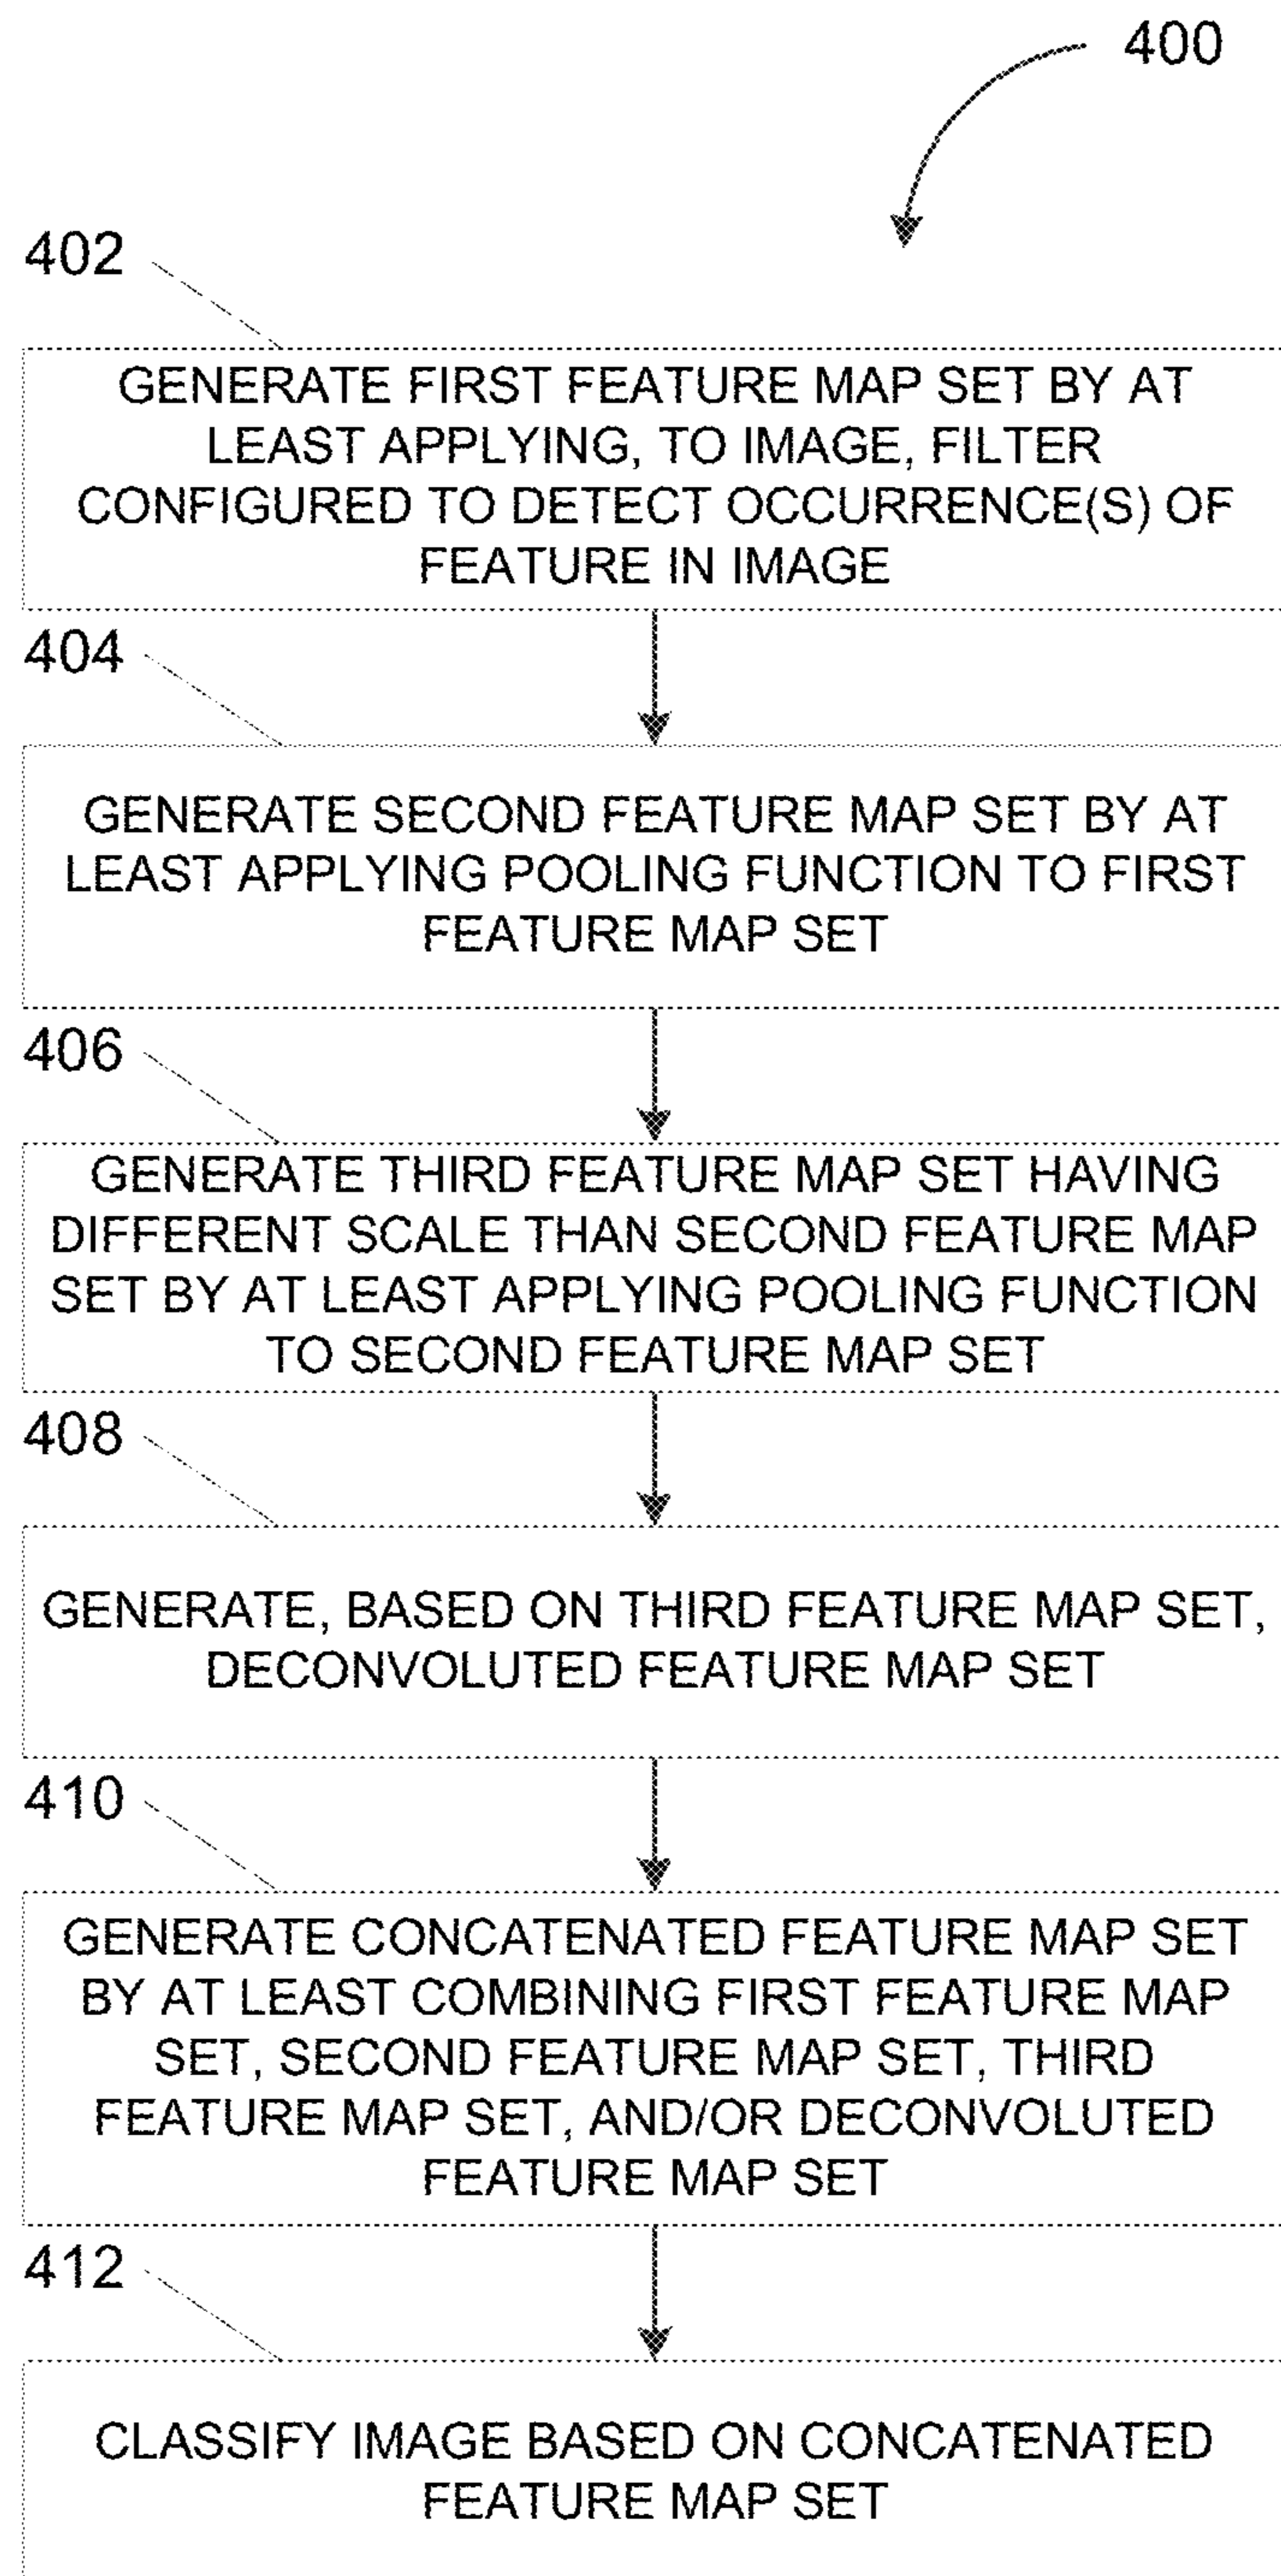 400
402
GENERATE FIRST FEATURE MAP SET BY AT
LEAST APPLYING, TO IMAGE, FILTER
CONFIGURED TO DETECT OCCURRENCE(S) OF
FEATURE IN IMAGE
404
GENERATE SECOND FEATURE MAP SET BY AT
LEAST APPLYING POOLING FUNCTION TO FIRST
FEATURE MAP SET
406
GENERATE THIRD FEATURE MAP SET HAVING
DIFFERENT SCALE THAN SECOND FEATURE MAP
SET BY AT LEAST APPLYING POOLING FUNCTION
TO SECOND FEATURE MAP SET
408
GENERATE, BASED ON THIRD FEATURE MAP SET,
DECONVOLUTED FEATURE MAP SET
410
GENERATE CONCATENATED FEATURE MAP SET
BY AT LEAST COMBINING FIRST FEATURE MAP
SET, SECOND FEATURE MAP SET, THIRD
FEATURE MAP SET, AND/OR DECONVOLUTED
FEATURE MAP SET
412
CLASSIFY IMAGE BASED ON CONCATENATED
FEATURE MAP SET